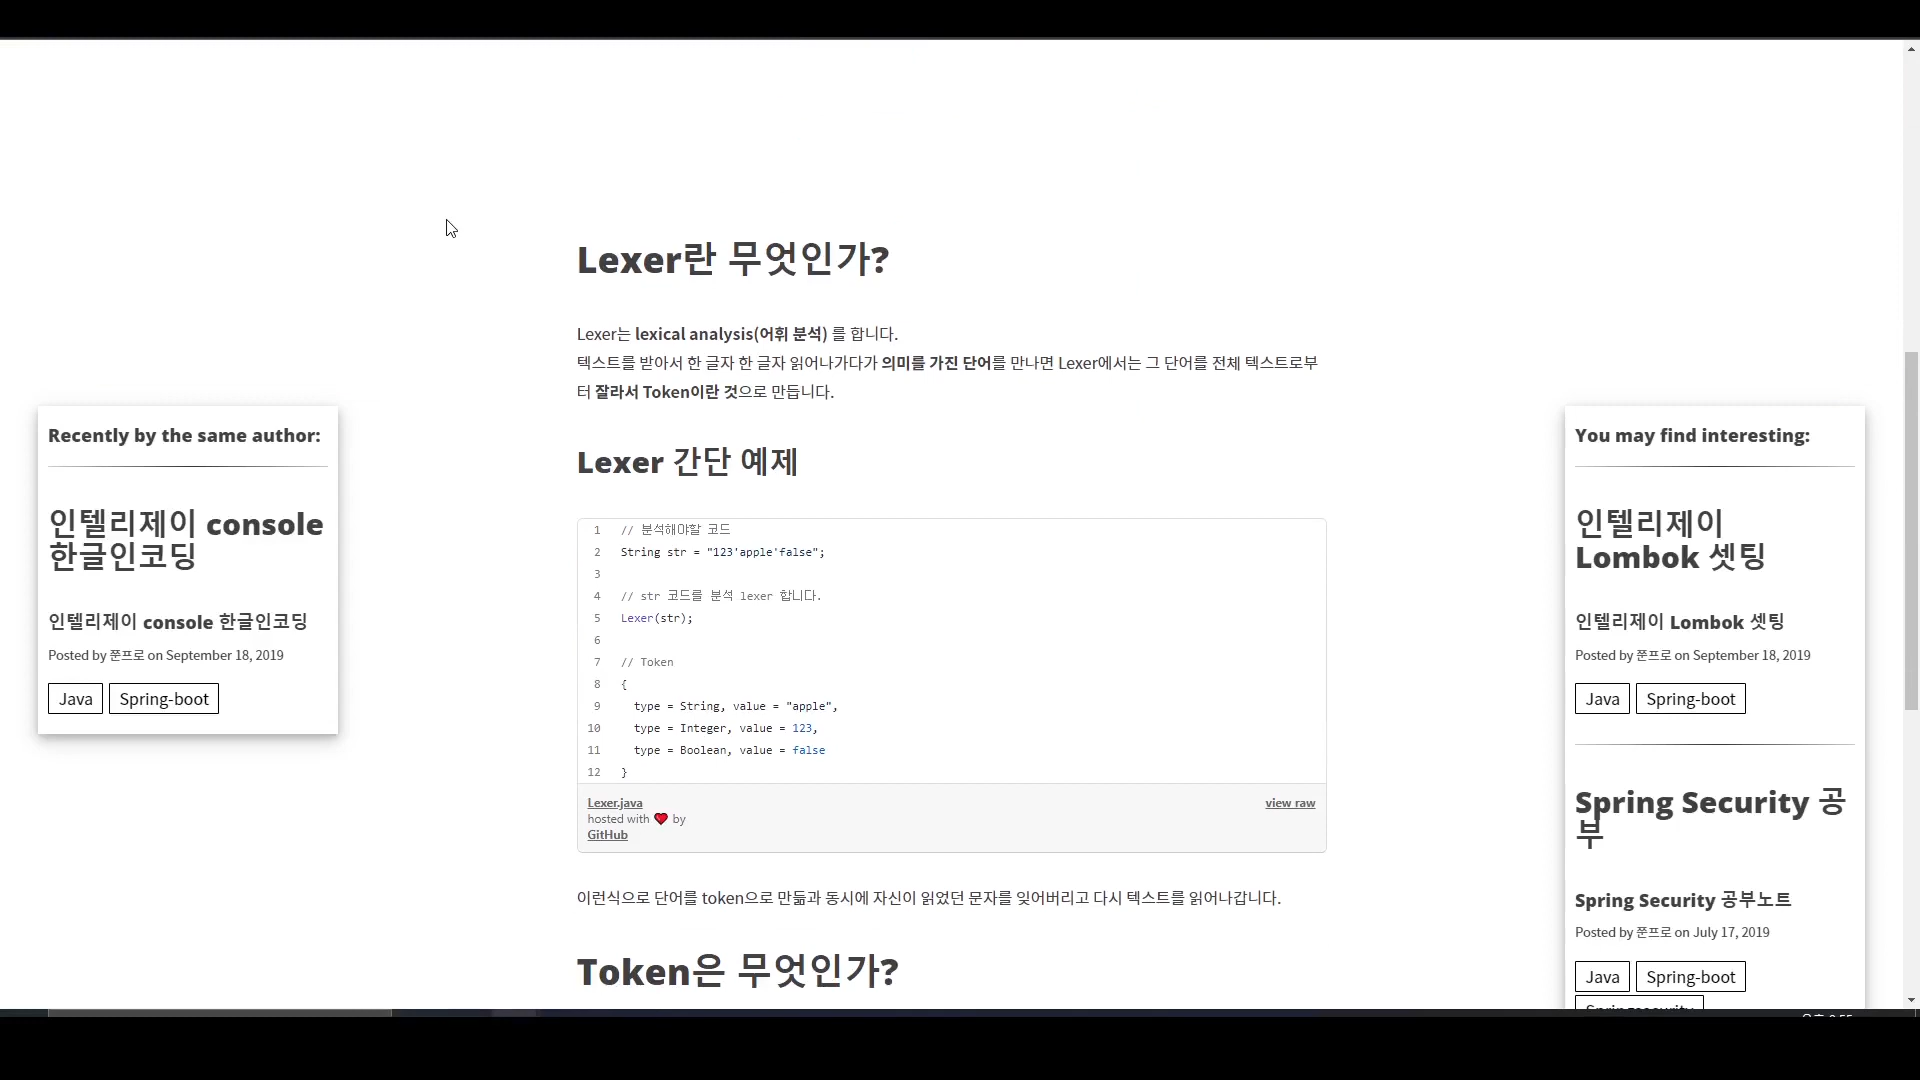 Lexer란 무엇인가?
Lexer는 lexical analysis(어휘 분석) 를 합니다.
텍스트를 받아서 한 글자 한 글자 읽어나가다가 의미를 가진 단어를 만나면 Lexer에서는 그 단어를 전체 텍스트로부
터 잘라서 Token이란 것으로 만듭니다.
Lexer 간단 예제
1 // 분석해야할 코드
2 String str = "123'apple'false";
3
4 // str 코드를 분석 lexer 합니다.
5 Lexer(str);
6
7 // Token
8 {
9 type = String, value = "apple",
10 type = Integer, value = 123,
11 type = Boolean, value = false
12 }
Lexer.java
view raw
hosted with ❤ by
GitHub
이런식으로 단어를 token으로 만듦과 동시에 자신이 읽었던 문자를 잊어버리고 다시 텍스트를 읽어나갑니다.
Token은 무엇인가?
Recently by the same author:
인텔리제이 console
한글인코딩
인텔리제이 console 한글인코딩
Posted by 쭌프로 on September 18, 2019
Java Spring-boot
You may find interesting:
인텔리제이
Lombok 셋팅
인텔리제이 Lombok 셋팅
Posted by 쭌프로 on September 18, 2019
Java Spring-boot
Spring Security 공
부
Spring Security 공부노트
Posted by 쭌프로 on July 17, 2019
Java Spring-boot